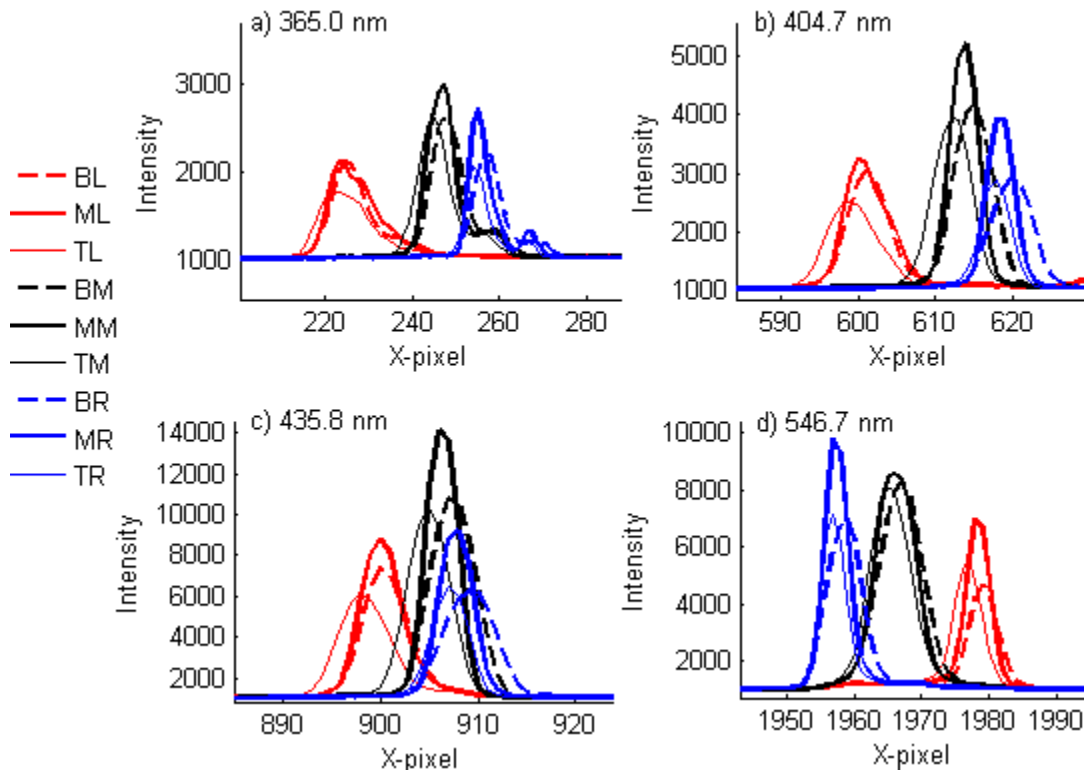 a) 365.0 nm
3000
2000
1000
Intensity
220 240 260 280
X-pixel
b) 404.7 nm
5000
4000
3000
2000
1000
Intensity
590 600 610 620
X-pixel
BL
ML
TL
BM
MM
TM
BR
MR
TR
c) 435.8 nm
14000
12000
10000
8000
6000
4000
2000
Intensity
890 900 910 920
X-pixel
d) 546.7 nm
10000
8000
6000
4000
2000
Intensity
1950 1960 1970 1980 1990
X-pixel